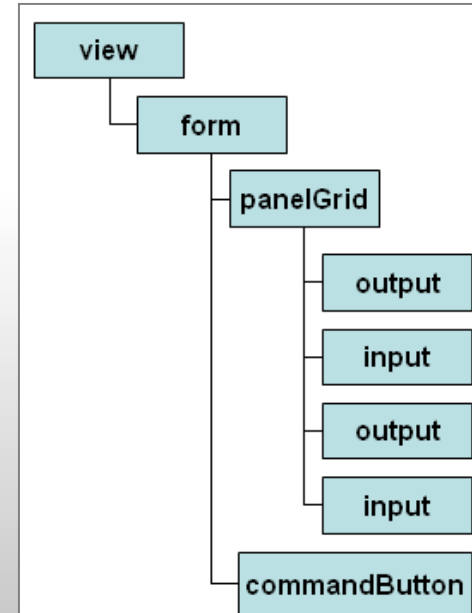 view
form
panelGrid
output
input
output
input
commandButton